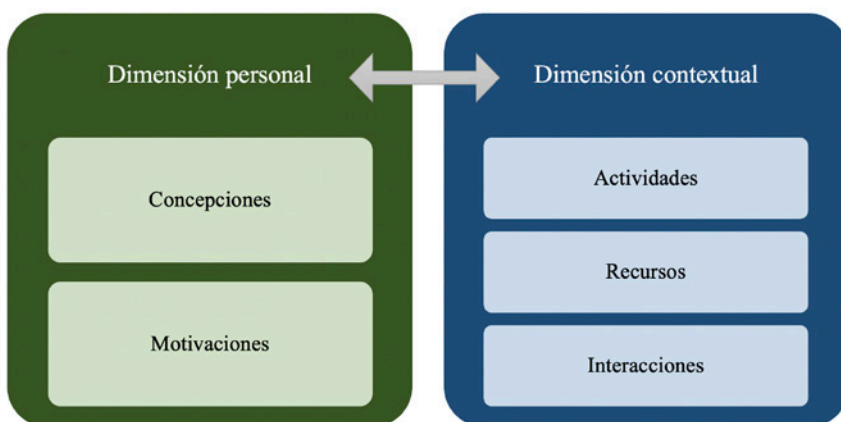 Dimensión personal
Concepciones
Motivaciones
Dimensión contextual
Actividades
Recursos
Interacciones